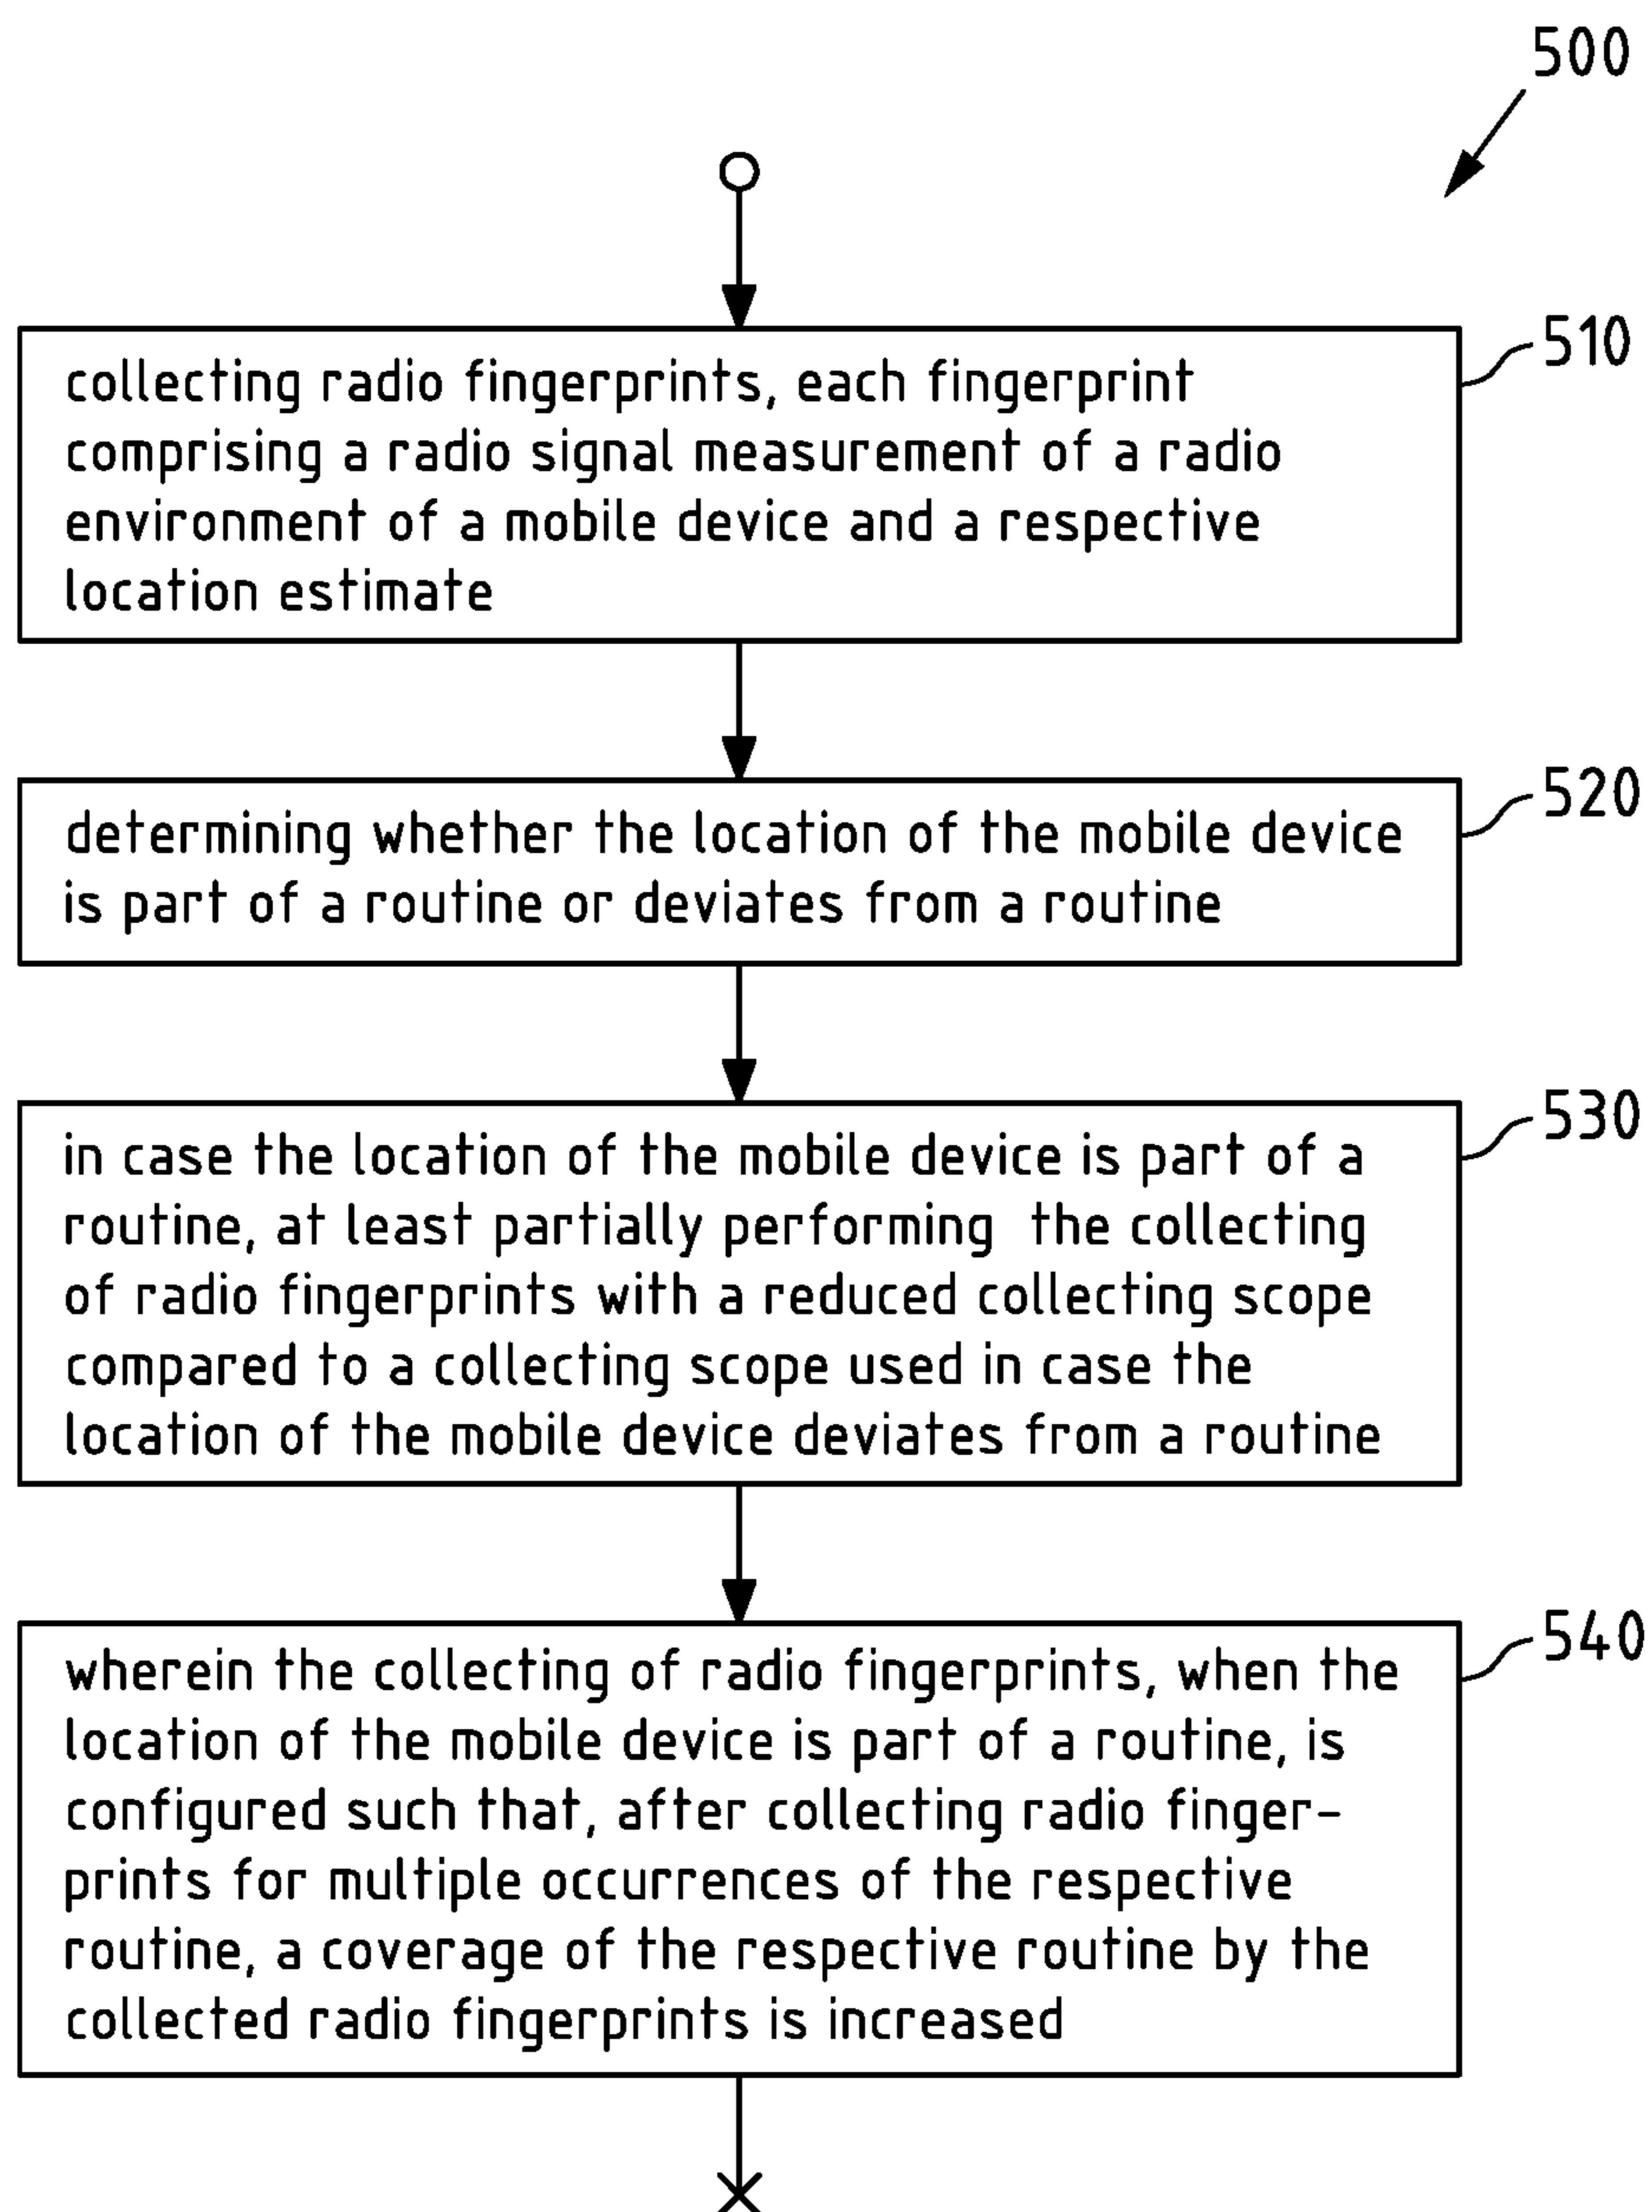 500
510
collecting radio fingerprints, each fingerprint
comprising a radio signal measurement of a radio
environment of a mobile device and a respective
location estimate
520
determining whether the location of the mobile device
is part of a routine or deviates from a routine
530
in case the location of the mobile device is part of a
routine, at least partially performing the collecting
of radio fingerprints with a reduced collecting scope
compared to a collecting scope used in case the
location of the mobile device deviates from a routine
540
wherein the collecting of radio fingerprints, when the
location of the mobile device is part of a routine, is
configured such that, after collecting radio finger-
prints for multiple occurrences of the respective
routine, a coverage of the respective routine by the
collected radio fingerprints is increased